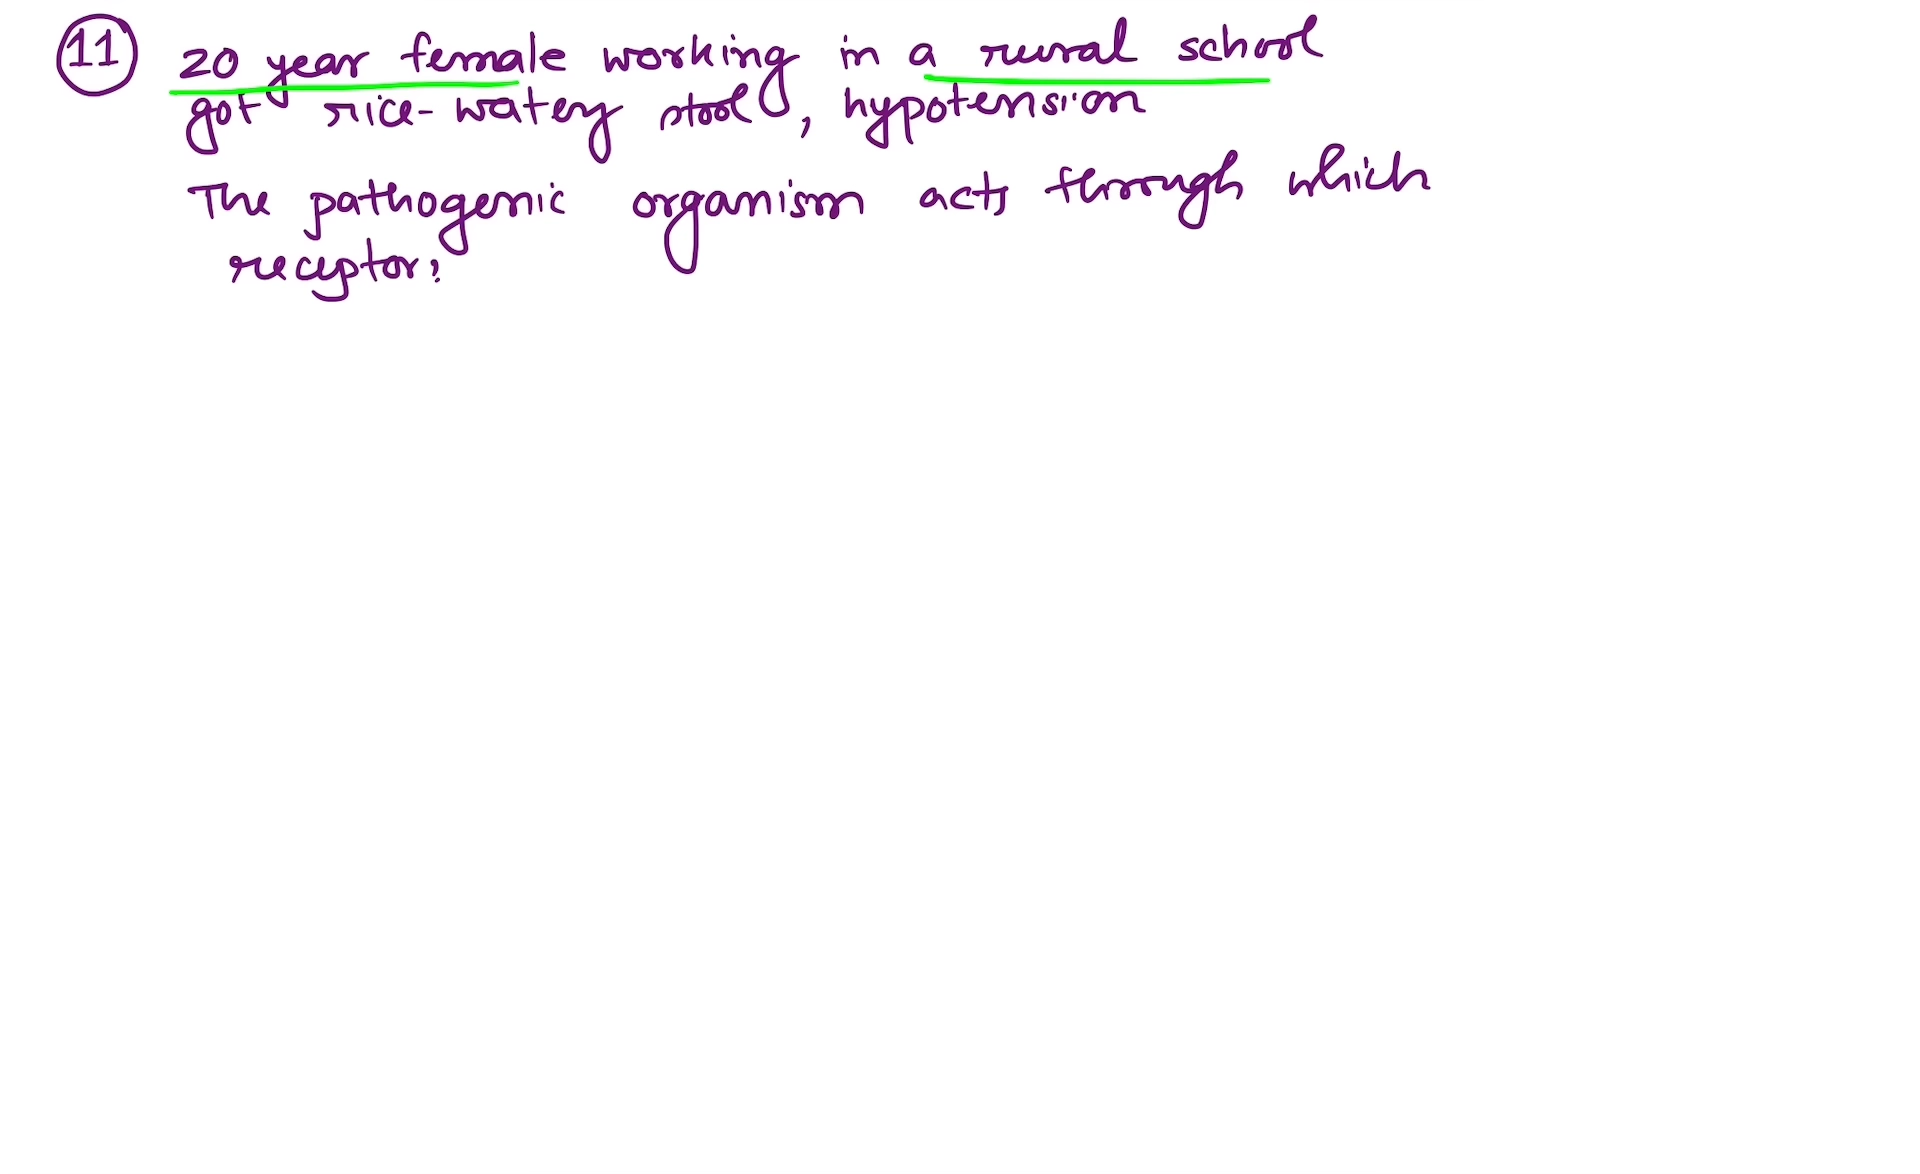 11 20 year female working in a rural school
got rice-watery stool, hypotension
The pathogenic organism acts through which
receptor?